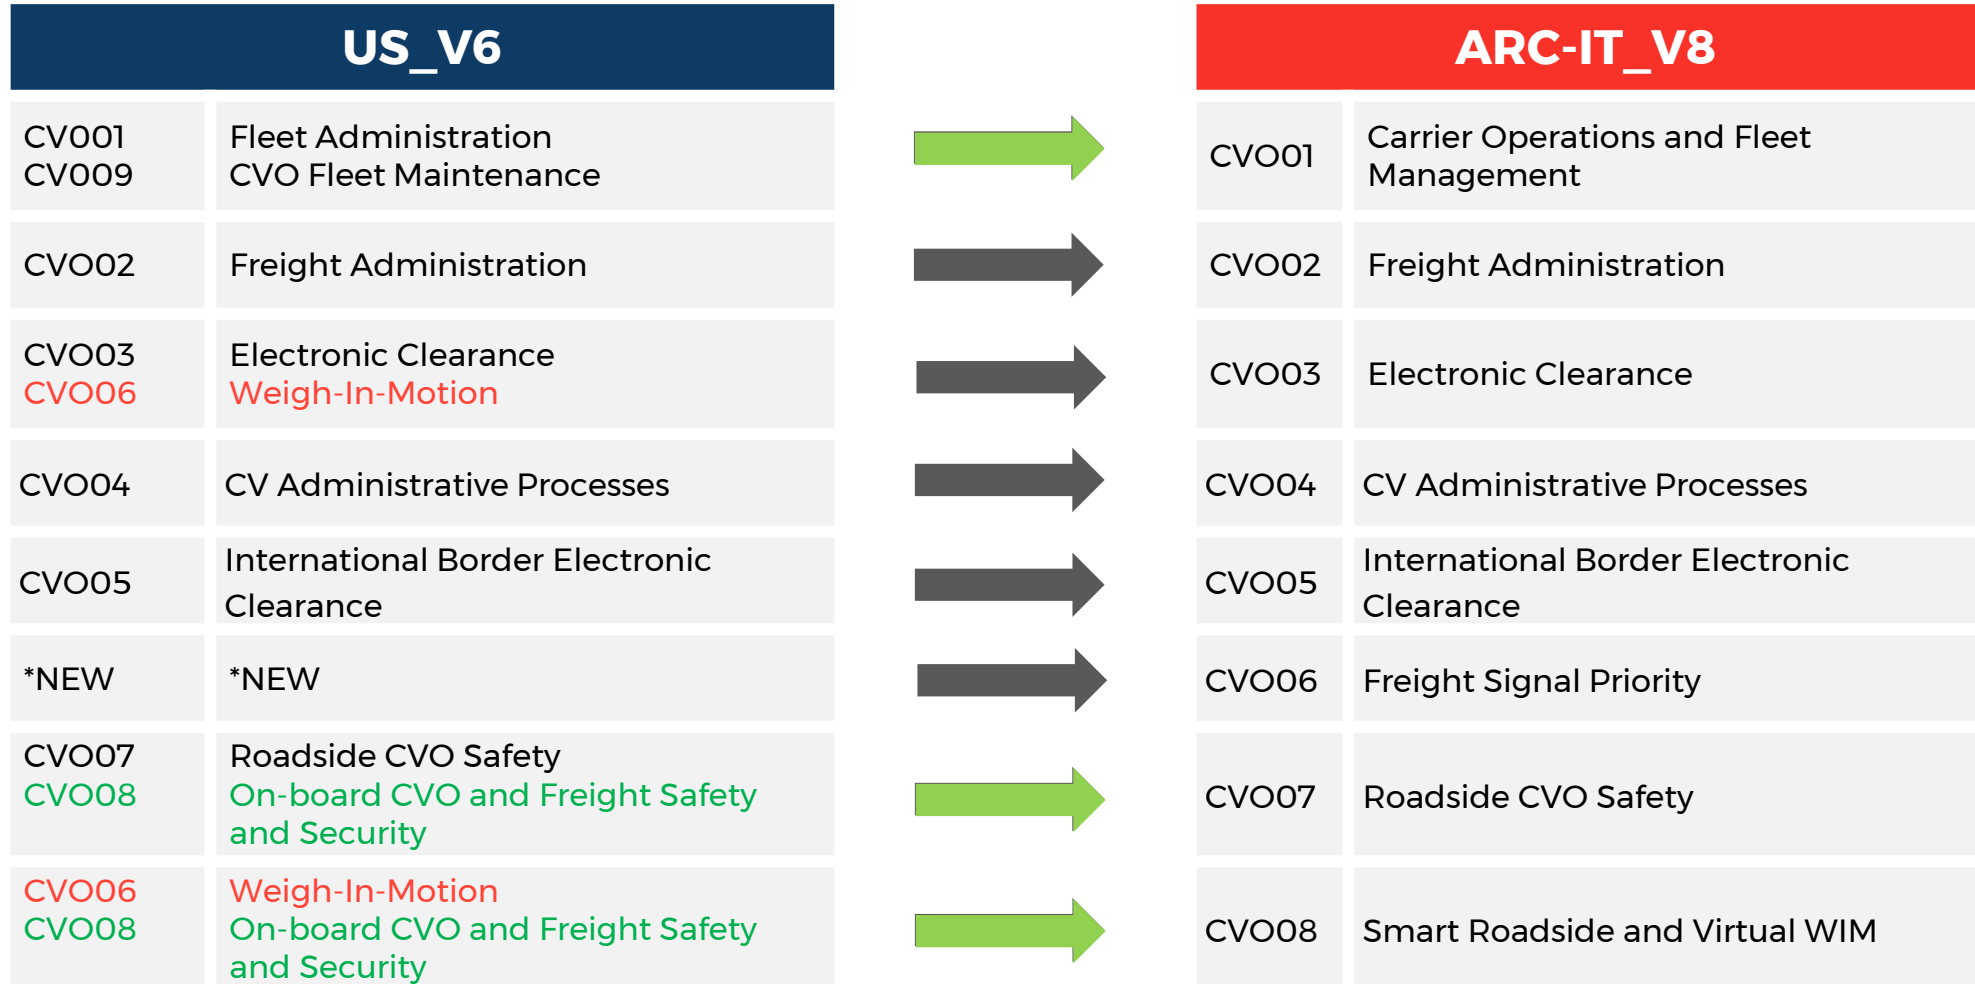 US_V6
ARC-IT_V8
CV001
CV009
Fleet Administration
CVO Fleet Maintenance
CVO01
Carrier Operations and Fleet
Management
CVO02
Freight Administration
CVO02
Freight Administration
CVO03
CVO06
Electronic Clearance
Weigh-In-Motion
CVO03
Electronic Clearance
CVO04
CV Administrative Processes
CVO04
CV Administrative Processes
CVO05
International Border Electronic
Clearance
CVO05
International Border Electronic
Clearance
*NEW
*NEW
CVO06
Freight Signal Priority
CVO07
CVO08
Roadside CVO Safety
On-board CVO and Freight Safety
and Security
CVO07
Roadside CVO Safety
CVO06
CVO08
Weigh-In-Motion
On-board CVO and Freight Safety
and Security
CVO08
Smart Roadside and Virtual WIM